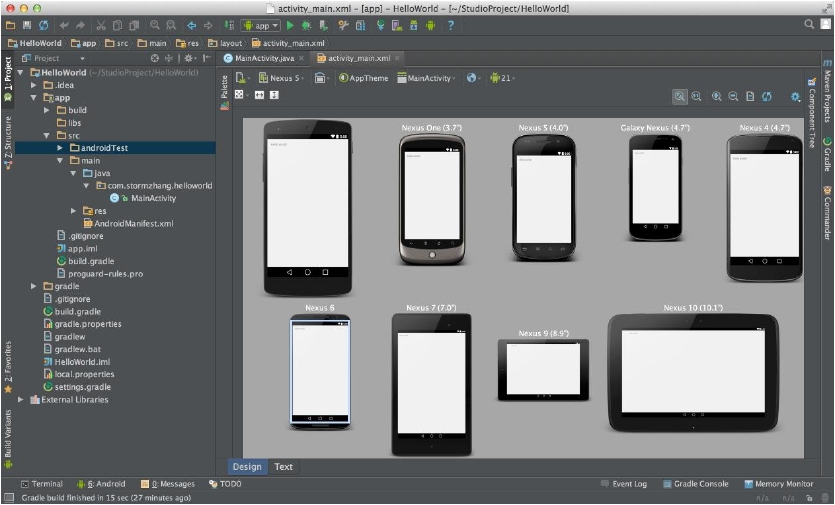 activity_main.xml - [app] - HelloWorld - [~/StudioProject/HelloWorld]
app
HelloWorld app src main res layout activity_main.xml
Project
MainActivity.java activity_main.xml
HelloWorld (~/StudioProject/HelloWorld)
.idea
app
build
libs
src
androidTest
main
java
com.stormzhang.helloworld
MainActivity
res
AndroidManifest.xml
.gitignore
app.iml
build.gradle
proguard-rules.pro
gradle
.gitignore
build.gradle
gradle.properties
gradlew
gradlew.bat
HelloWorld.iml
local.properties
settings.gradle
External Libraries
1: Project
Z: Structure
2: Favorites
Build Variants
Palette
Nexus 5 AppTheme MainActivity 21
Nexus One (3.7") Nexus S (4.0") Galaxy Nexus (4.7") Nexus 4 (4.7")
Nexus 6 Nexus 7 (7.0") Nexus 9 (8.9") Nexus 10 (10.1")
Design Text
Component Tree
Maven Projects
Gradle
Commander
Terminal 6: Android 0: Messages TODO Event Log Gradle Console Memory Monitor
Gradle build finished in 15 sec (27 minutes ago) n/a n/a